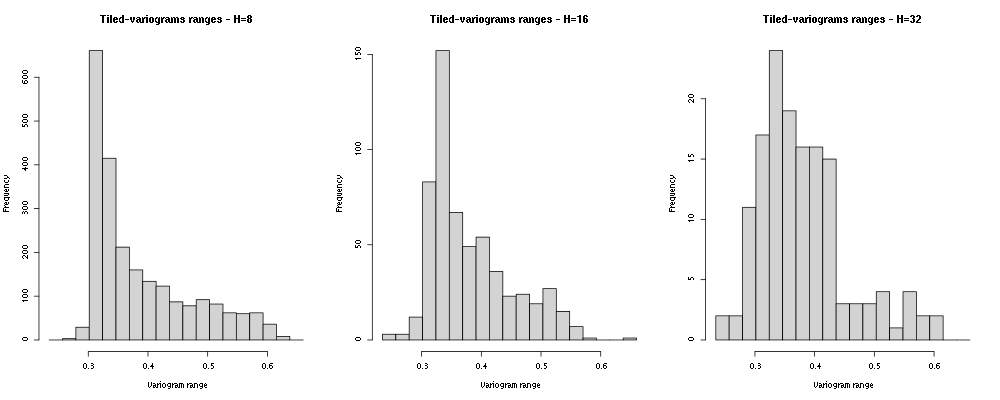 Tiled-variograms ranges - H=8
Frequency
600
500
400
300
200
100
0
0.3 0.4 0.5 0.6
Variogram range
Tiled-variograms ranges - H=16
Frequency
150
100
50
0
0.3 0.4 0.5 0.6
Variogram range
Tiled-variograms ranges - H=32
Frequency
20
15
10
5
0
0.3 0.4 0.5 0.6
Variogram range